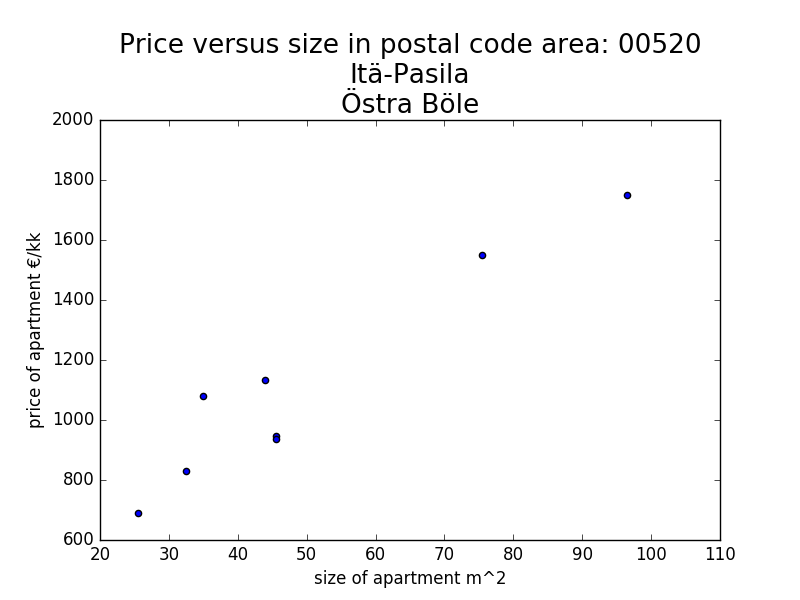 Price versus size in postal code area: 00520
Itä-Pasila
Östra Böle
2000
1800
1600
1400
1200
1000
800
600
price of apartment €/kk
20 30 40 50 60 70 80 90 100 110
size of apartment m^2